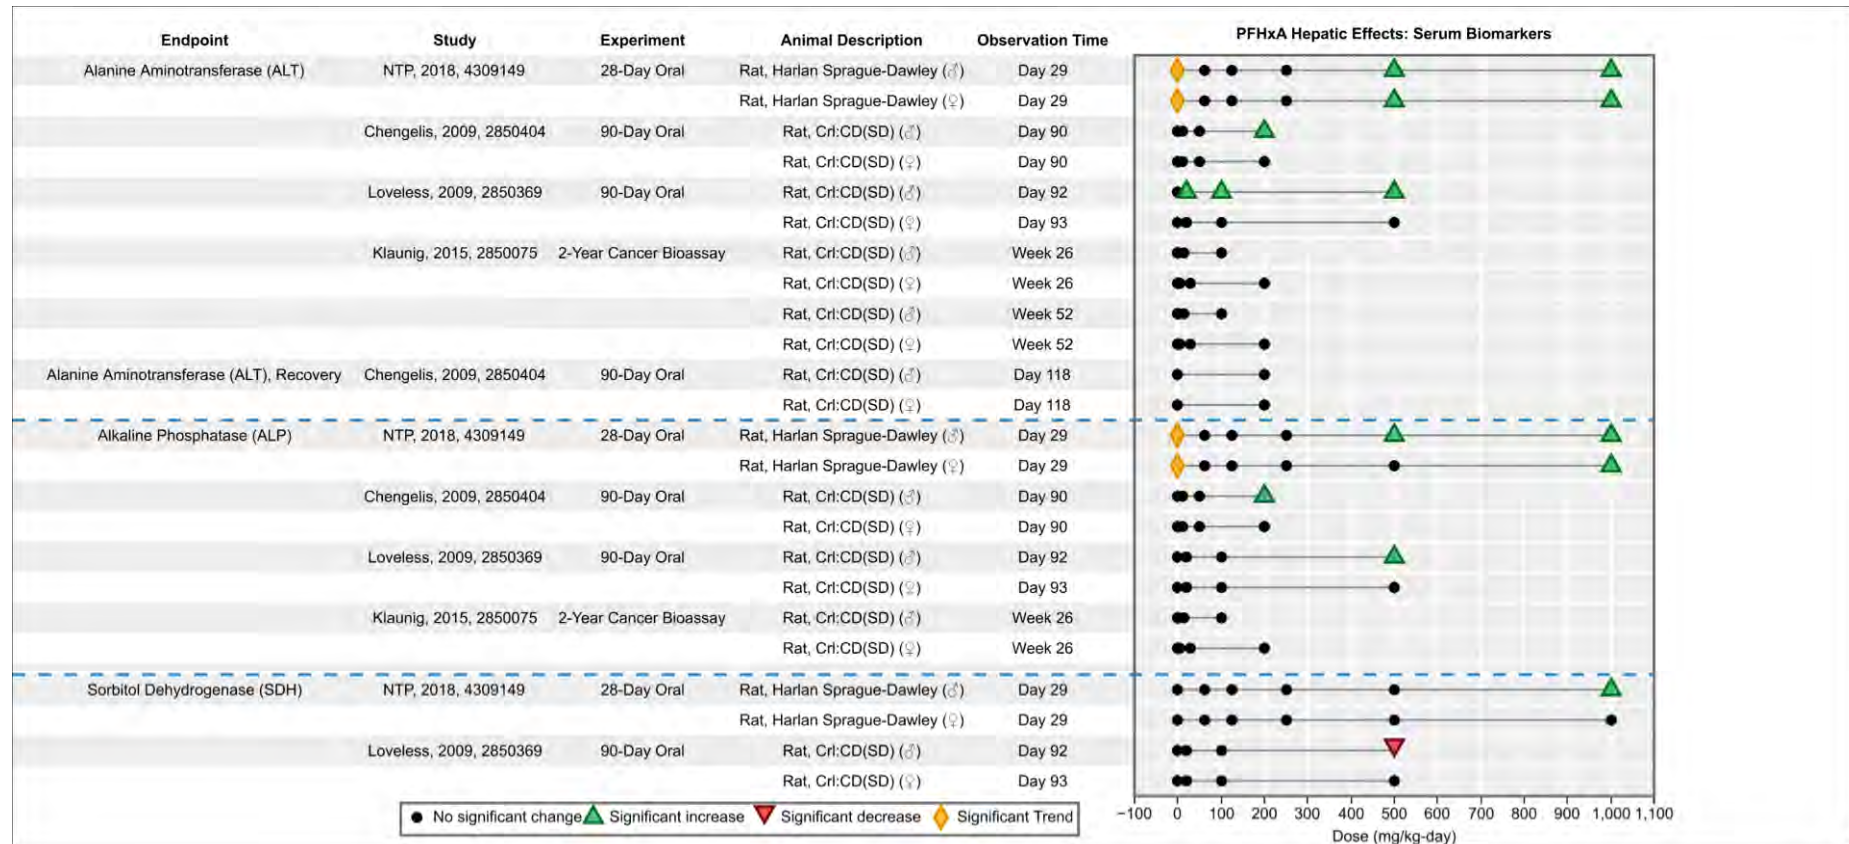 Endpoint Study Experiment Animal Description Observation Time PFHxA Hepatic Effects: Serum Biomarkers
Alanine Aminotransferase (ALT) NTP, 2018, 4309149 28-Day Oral Rat, Harlan Sprague-Dawley (♂) Day 29
Rat, Harlan Sprague-Dawley (♀) Day 29
Chengelis, 2009, 2850404 90-Day Oral Rat, Crl:CD(SD) (♂) Day 90
Rat, Crl:CD(SD) (♀) Day 90
Loveless, 2009, 2850369 90-Day Oral Rat, Crl:CD(SD) (♂) Day 92
Rat, Crl:CD(SD) (♀) Day 93
Klaunig, 2015, 2850075 2-Year Cancer Bioassay Rat, Crl:CD(SD) (♂) Week 26
Rat, Crl:CD(SD) (♀) Week 26
Rat, Crl:CD(SD) (♂) Week 52
Rat, Crl:CD(SD) (♀) Week 52
Alanine Aminotransferase (ALT), Recovery Chengelis, 2009, 2850404 90-Day Oral Rat, Crl:CD(SD) (♂) Day 118
Rat, Crl:CD(SD) (♀) Day 118
Alkaline Phosphatase (ALP) NTP, 2018, 4309149 28-Day Oral Rat, Harlan Sprague-Dawley (♂) Day 29
Rat, Harlan Sprague-Dawley (♀) Day 29
Chengelis, 2009, 2850404 90-Day Oral Rat, Crl:CD(SD) (♂) Day 90
Rat, Crl:CD(SD) (♀) Day 90
Loveless, 2009, 2850369 90-Day Oral Rat, Crl:CD(SD) (♂) Day 92
Rat, Crl:CD(SD) (♀) Day 93
Klaunig, 2015, 2850075 2-Year Cancer Bioassay Rat, Crl:CD(SD) (♂) Week 26
Rat, Crl:CD(SD) (♀) Week 26
Sorbitol Dehydrogenase (SDH) NTP, 2018, 4309149 28-Day Oral Rat, Harlan Sprague-Dawley (♂) Day 29
Rat, Harlan Sprague-Dawley (♀) Day 29
Loveless, 2009, 2850369 90-Day Oral Rat, Crl:CD(SD) (♂) Day 92
Rat, Crl:CD(SD) (♀) Day 93
No significant change Significant increase Significant decrease Significant Trend
−100 0 100 200 300 400 500 600 700 800 900 1,000 1,100
Dose (mg/kg-day)